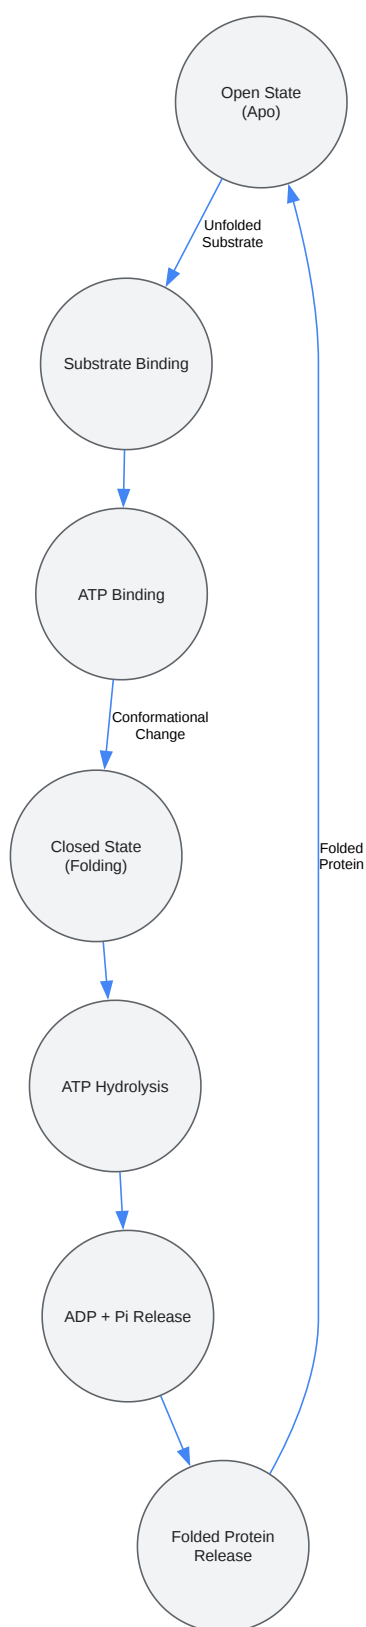 Open State
(Apo)
Unfolded
Substrate
Substrate Binding
ATP Binding
Conformational
Change
Closed State
(Folding)
Folded
Protein
ATP Hydrolysis
ADP + Pi Release
Folded Protein
Release